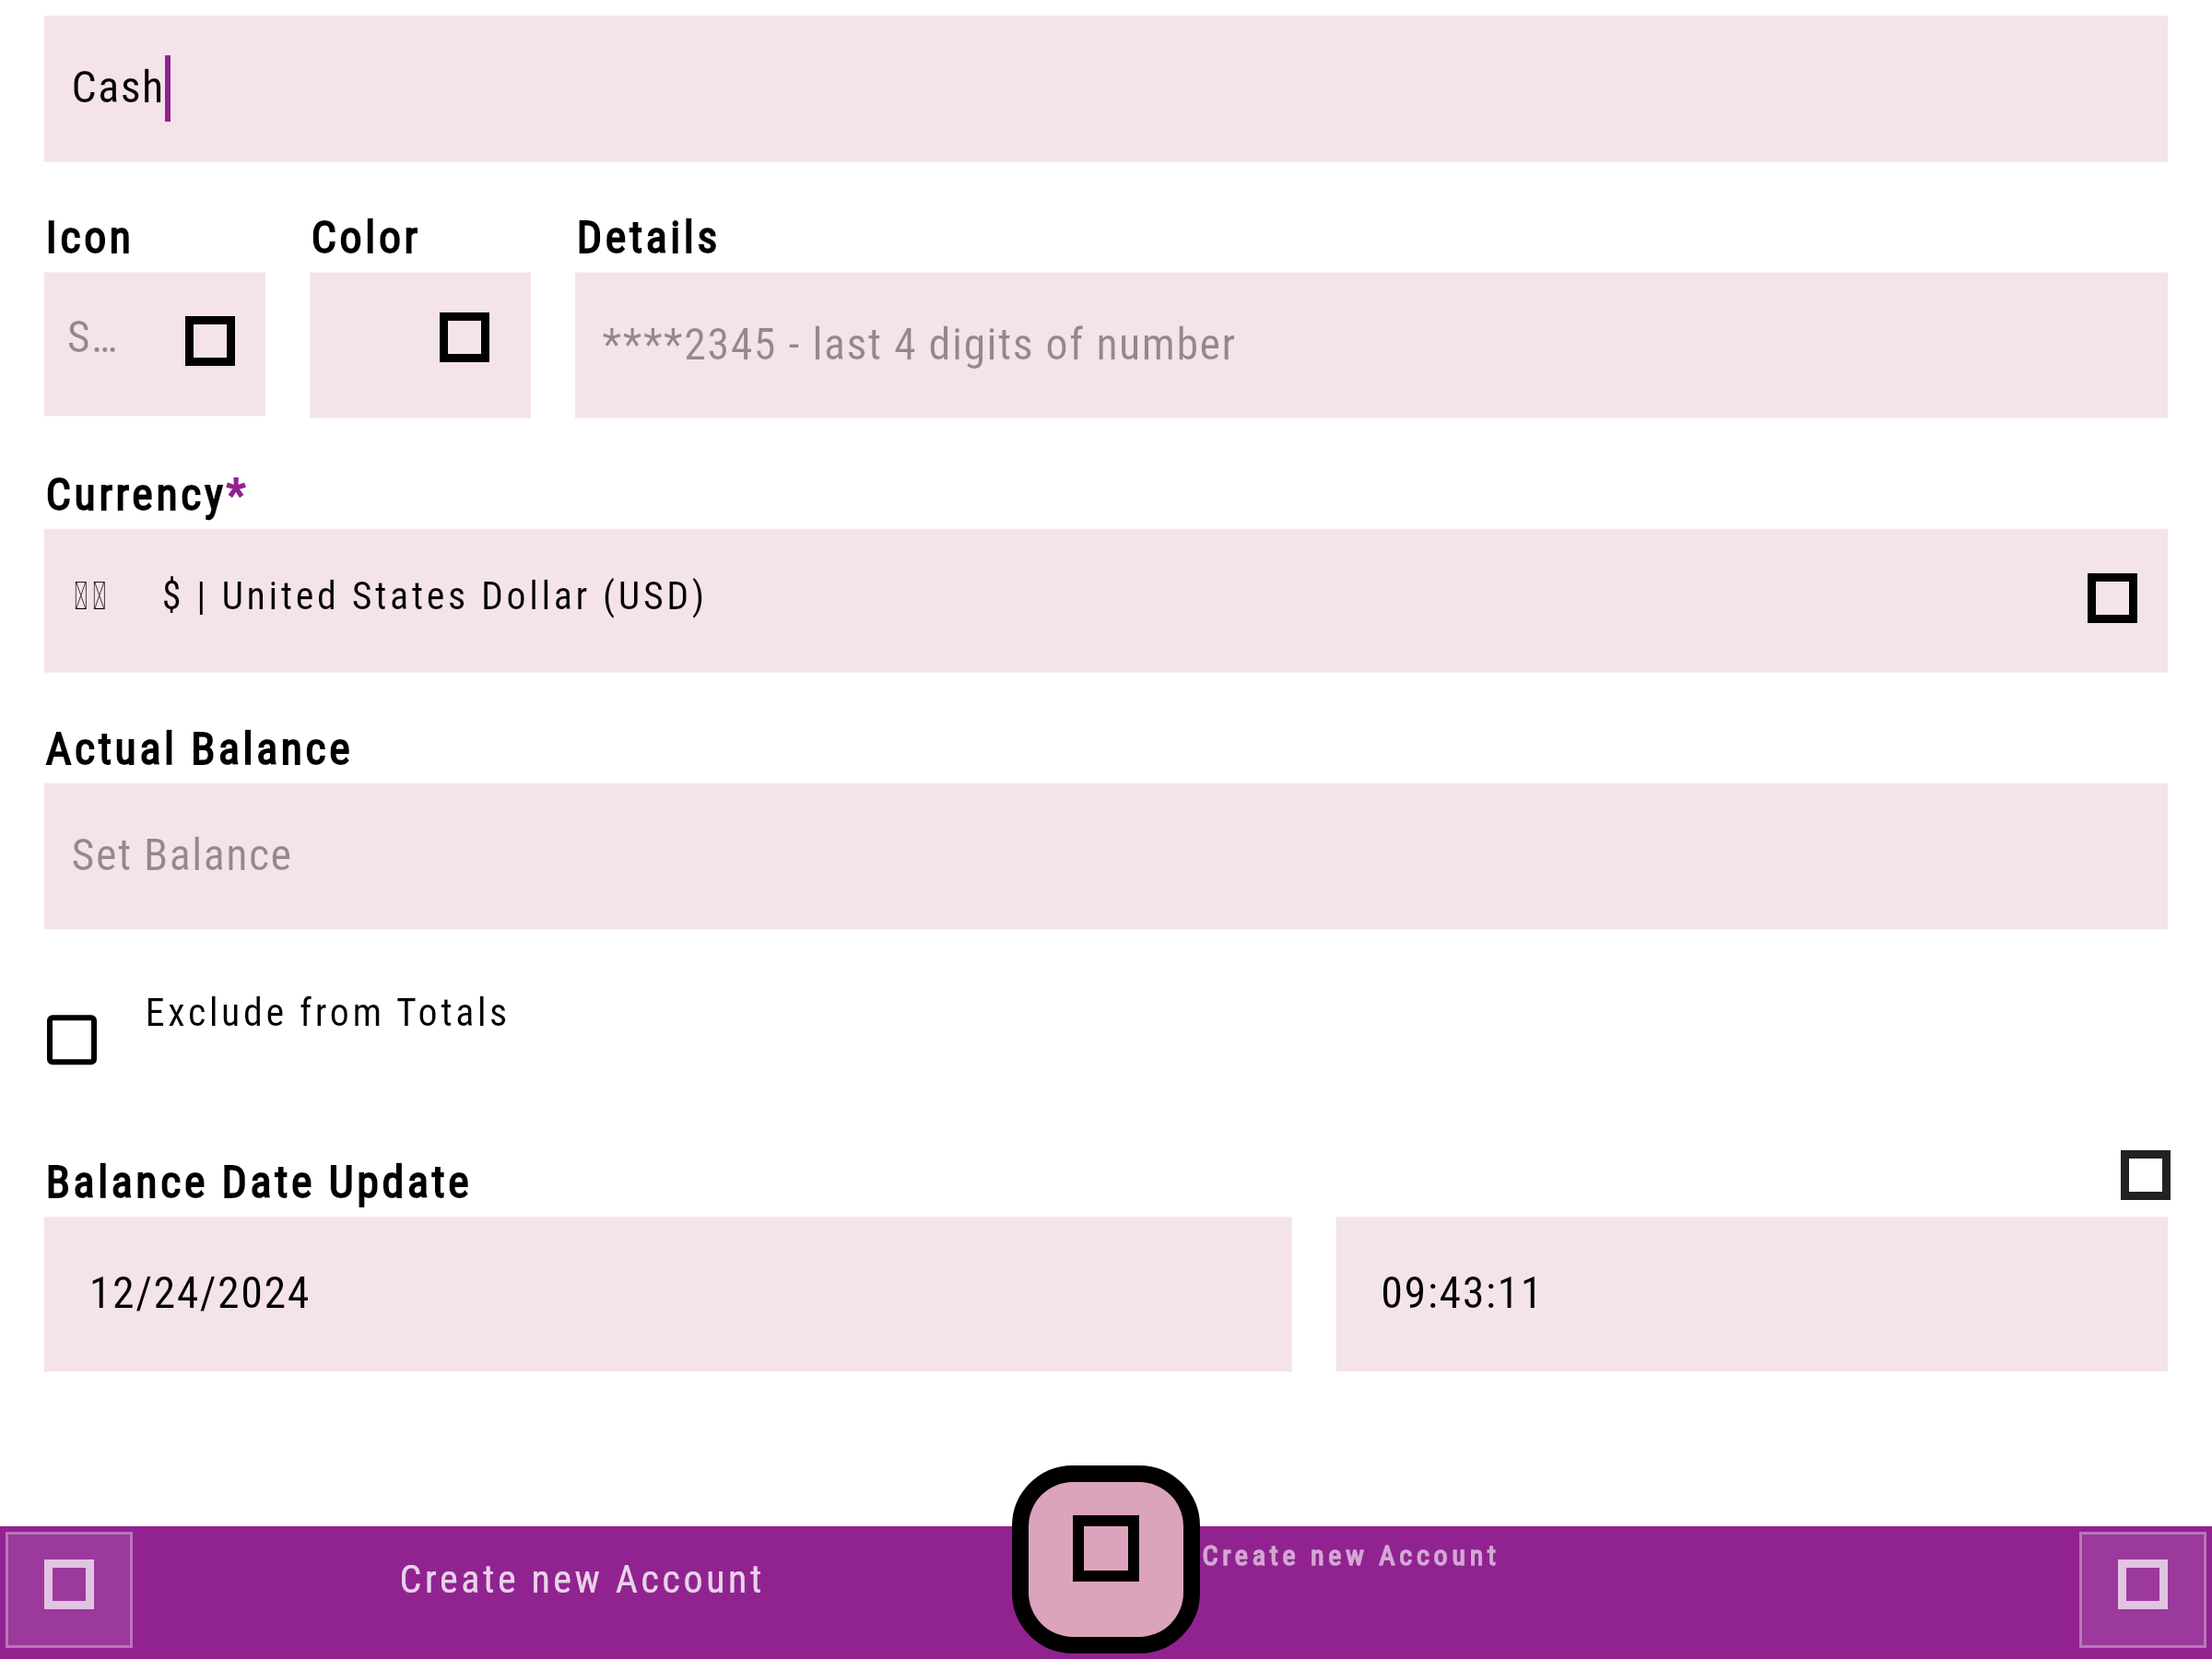 Cash
Icon Color Details
S… ****2345 - last 4 digits of number
Currency*
$ | United States Dollar (USD)
Actual Balance
Set Balance
Exclude from Totals
Balance Date Update
12/24/2024 09:43:11
Create new Account Create new Account